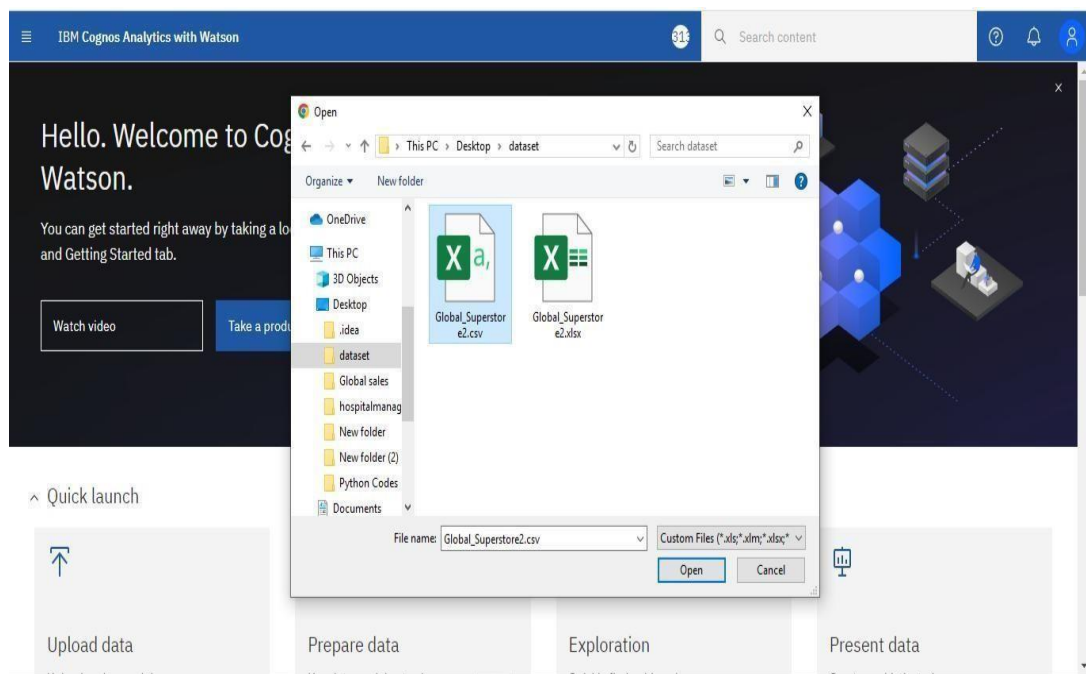 IBM Cognos Analytics with Watson
Search content
Hello. Welcome to Cog
Watson.
You can get started right away by taking a lo
and Getting Started tab.
Watch video
Take a produ
x
Open
X
This PC > Desktop > dataset
Search dataset
Organize
New folder
OneDrive
This PC
3D Objects
Desktop
.idea
dataset
Global sales
hospitalmanag
New folder
New folder (2)
Python Codes
Documents
Global_Superstor
e2.csv
Global_Superstor
e2.xlsx
File name:
Global_Superstore2.csv
Custom Files (*.xls;*.xlm;*.xlsx;*
Open
Cancel
Quick launch
Upload data
Prepare data
Exploration
Present data